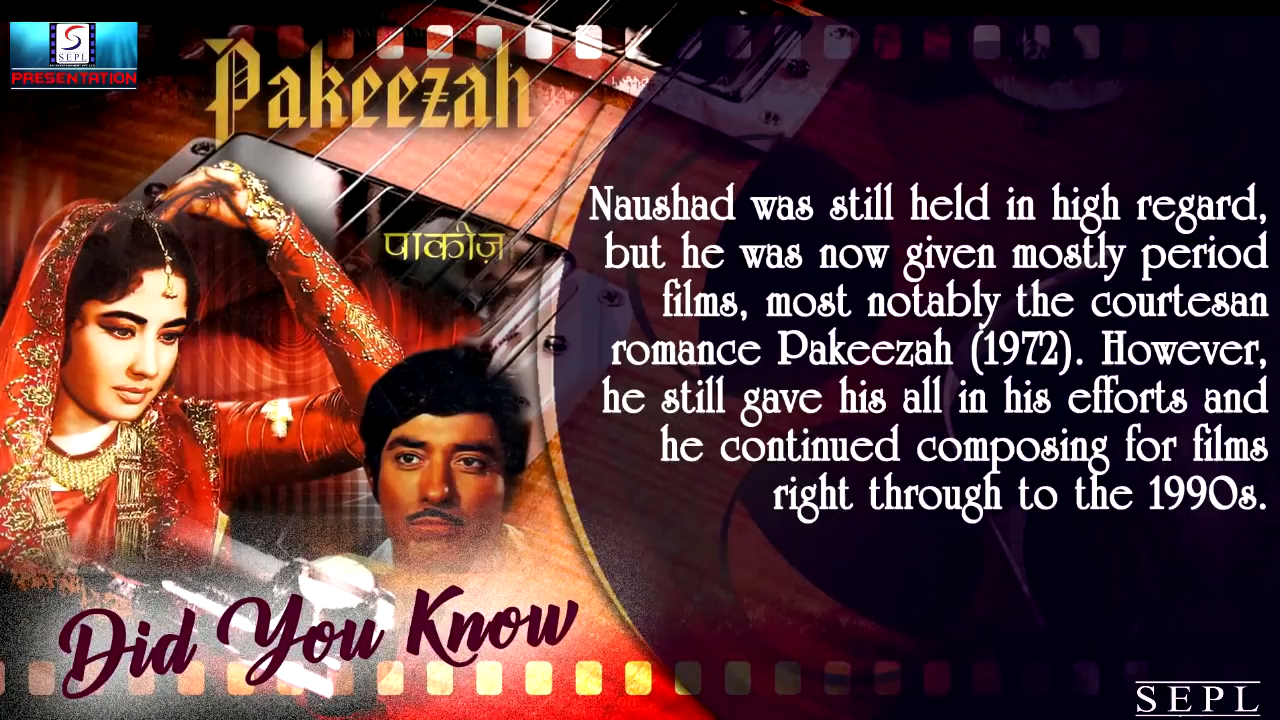 SEPL
PRESENTATION
Pakeezah
पाकीज़
Naushad was still held in high regard,
but he was now given mostly period
films, most notably the courtesan
romance Pakeezah (1972). However,
he still gave his all in his efforts and
he continued composing for films
right through to the 1990s.
Did You Know
SEPL